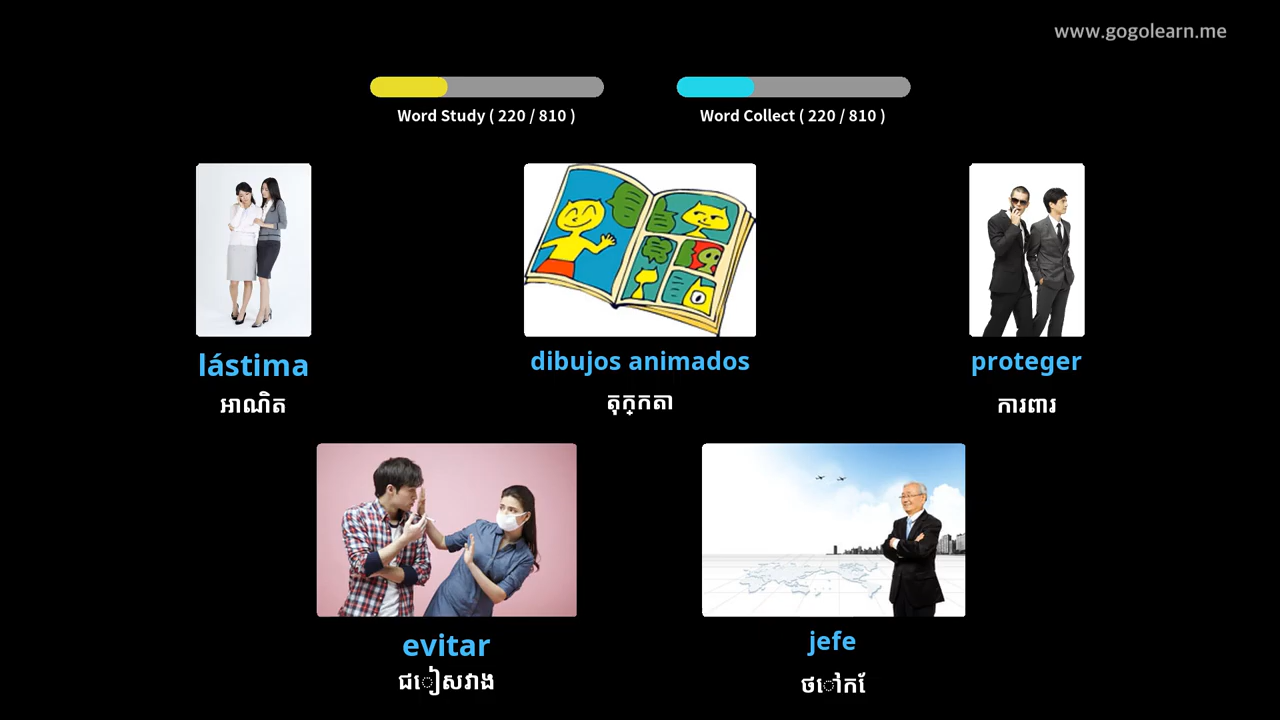 www.gogolearn.me
Word Study ( 220 / 810 )
Word Collect ( 220 / 810 )
lástima
អាណិត
dibujos animados
តុក្កតា
proteger
ការពារ
evitar
ជៀសវាង
jefe
ថៅកែ